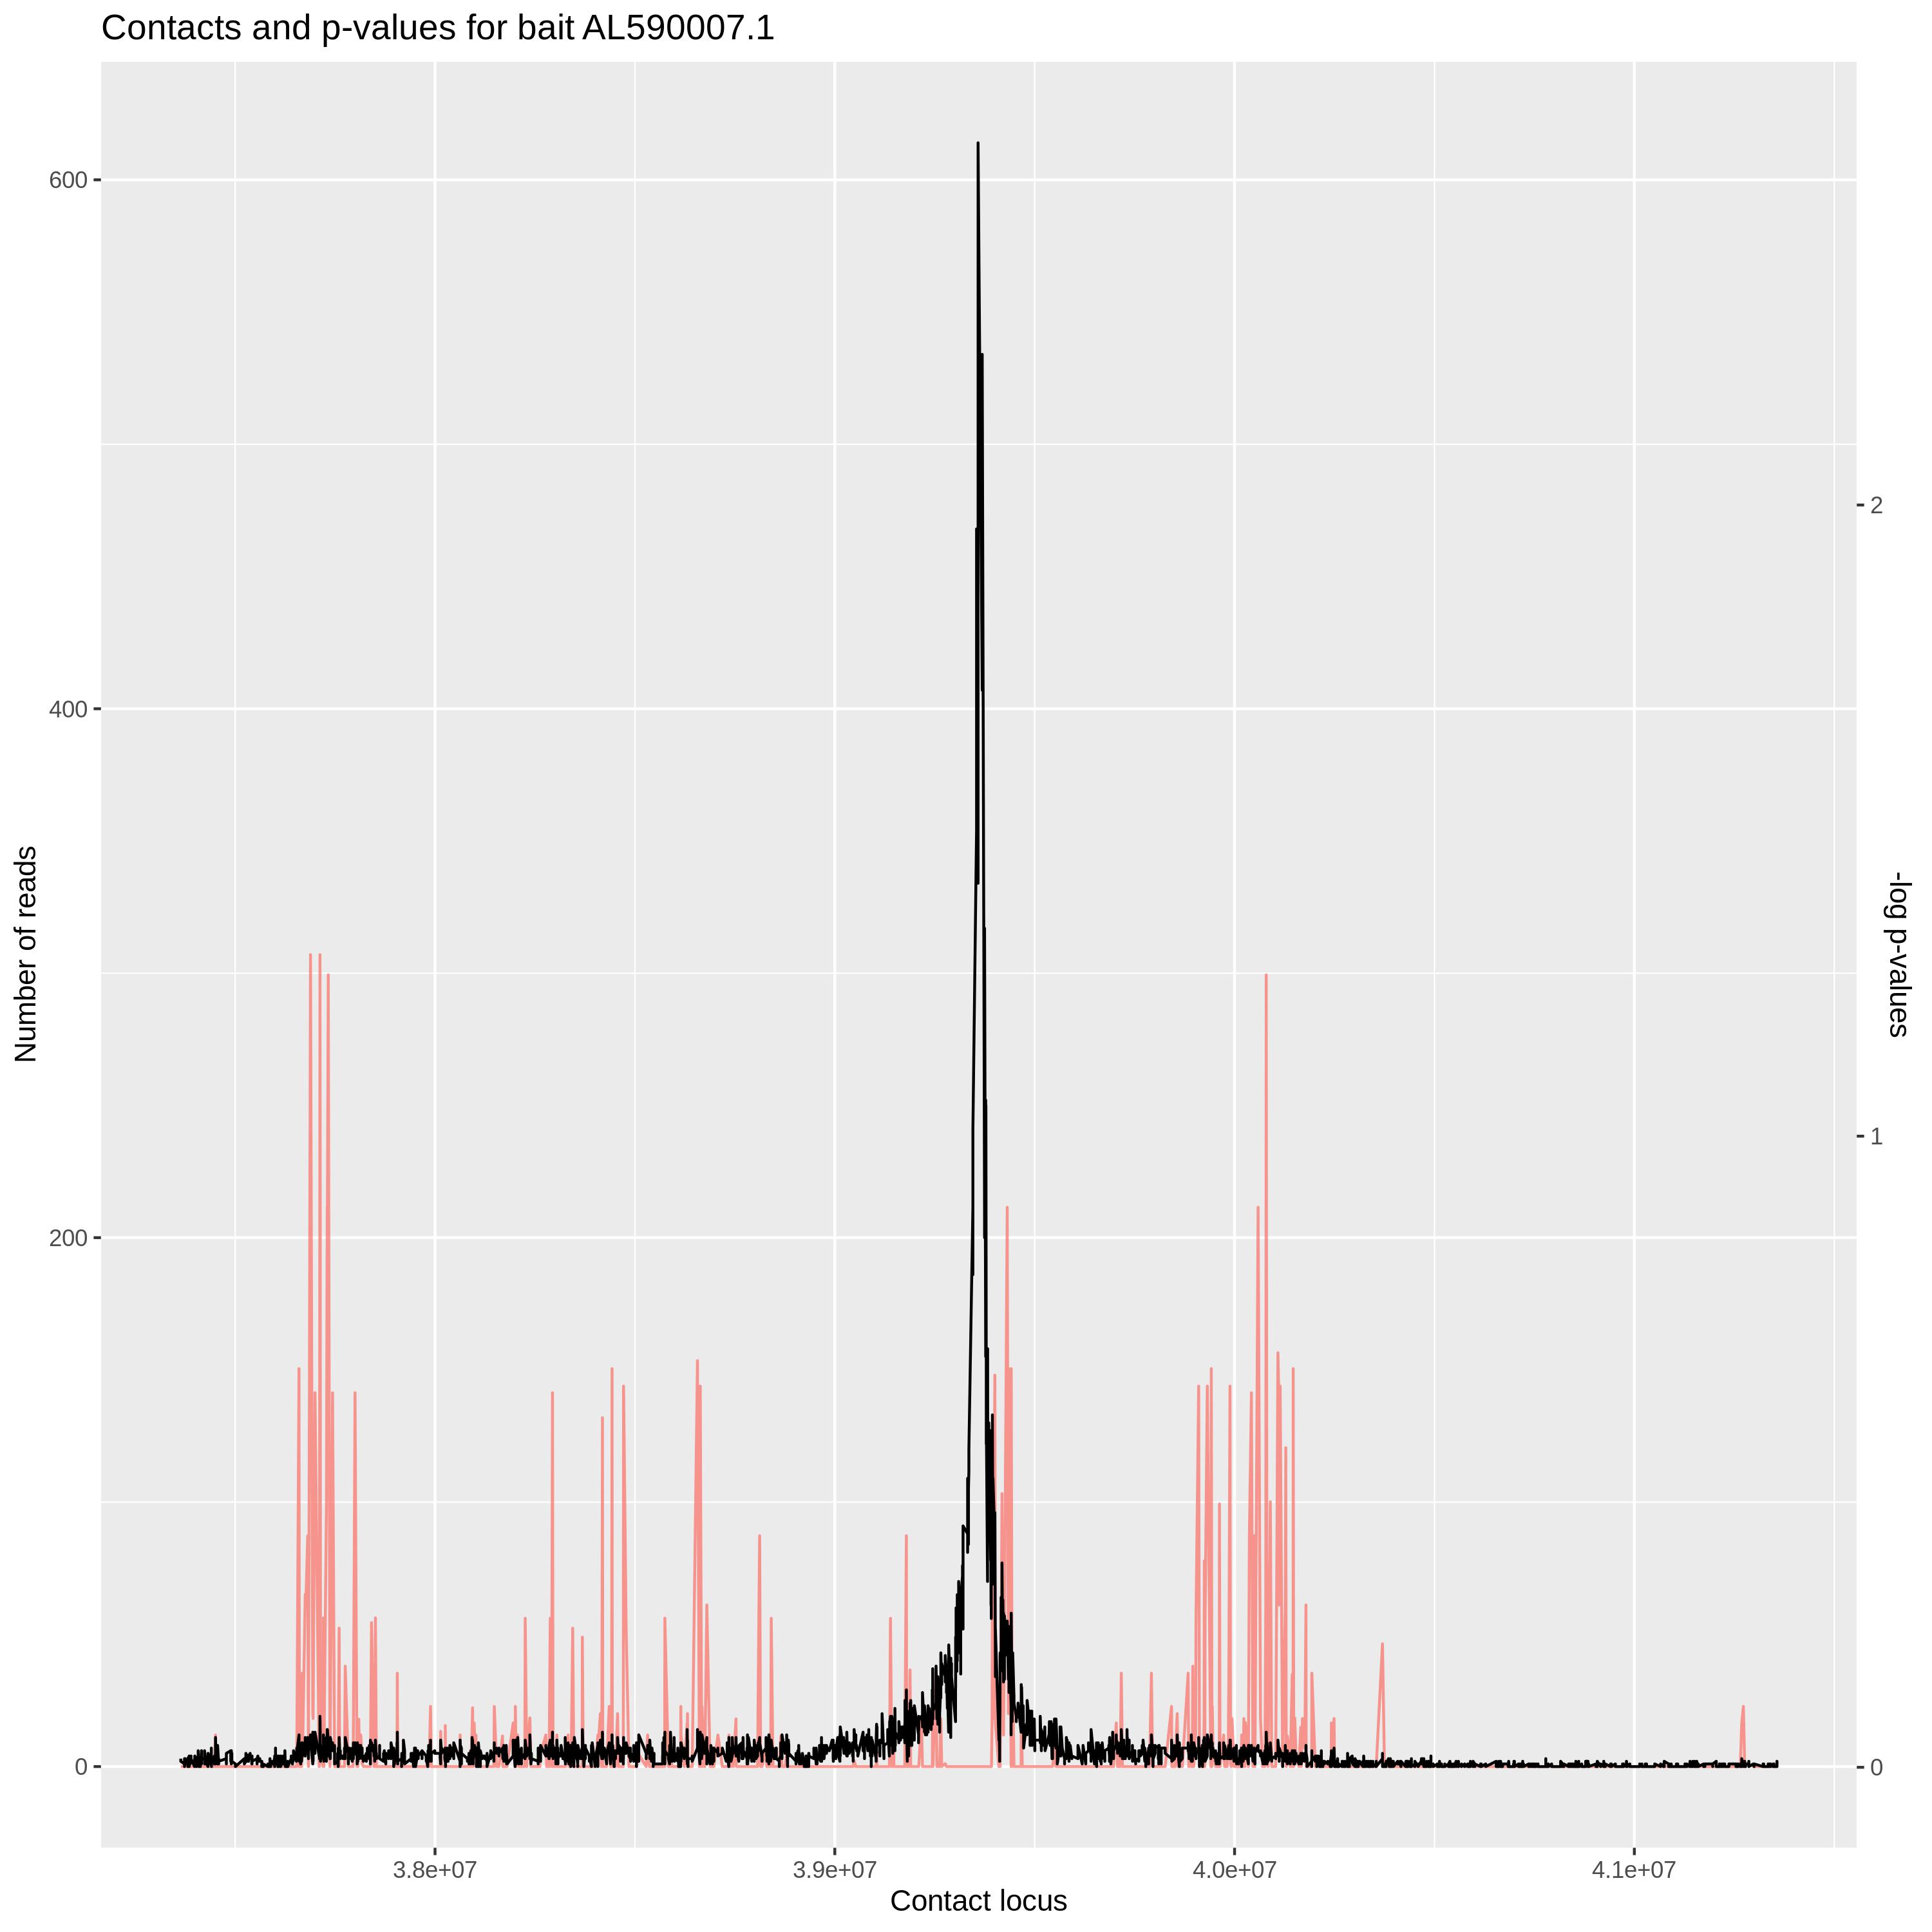 Contacts and p-values for bait AL590007.1
600
400
200
0
Number of reads
2
1
0
-log p-values
3.8e+07
3.9e+07
4.0e+07
4.1e+07
Contact locus